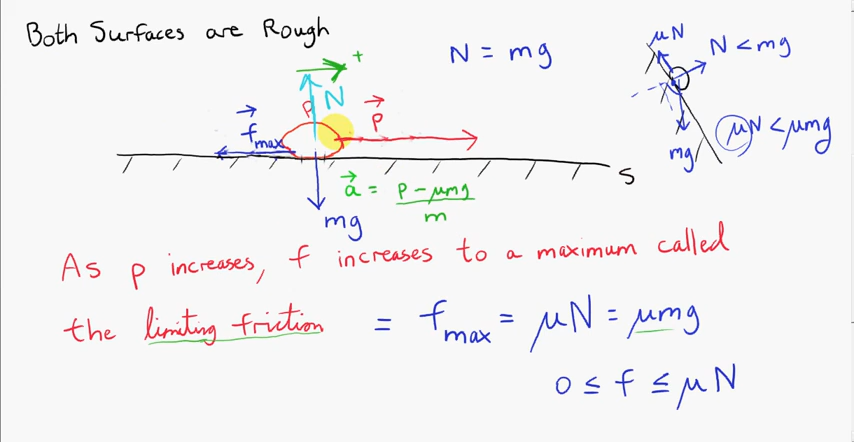 Both Surfaces are Rough
N = mg
μN
N < mg
μN < μmg
mg
+
P
N
P
f max
S
a = P - μmg / m
mg
As p increases, f increases to a maximum called
the limiting friction = f max = μN = μmg
0 ≤ f ≤ μN